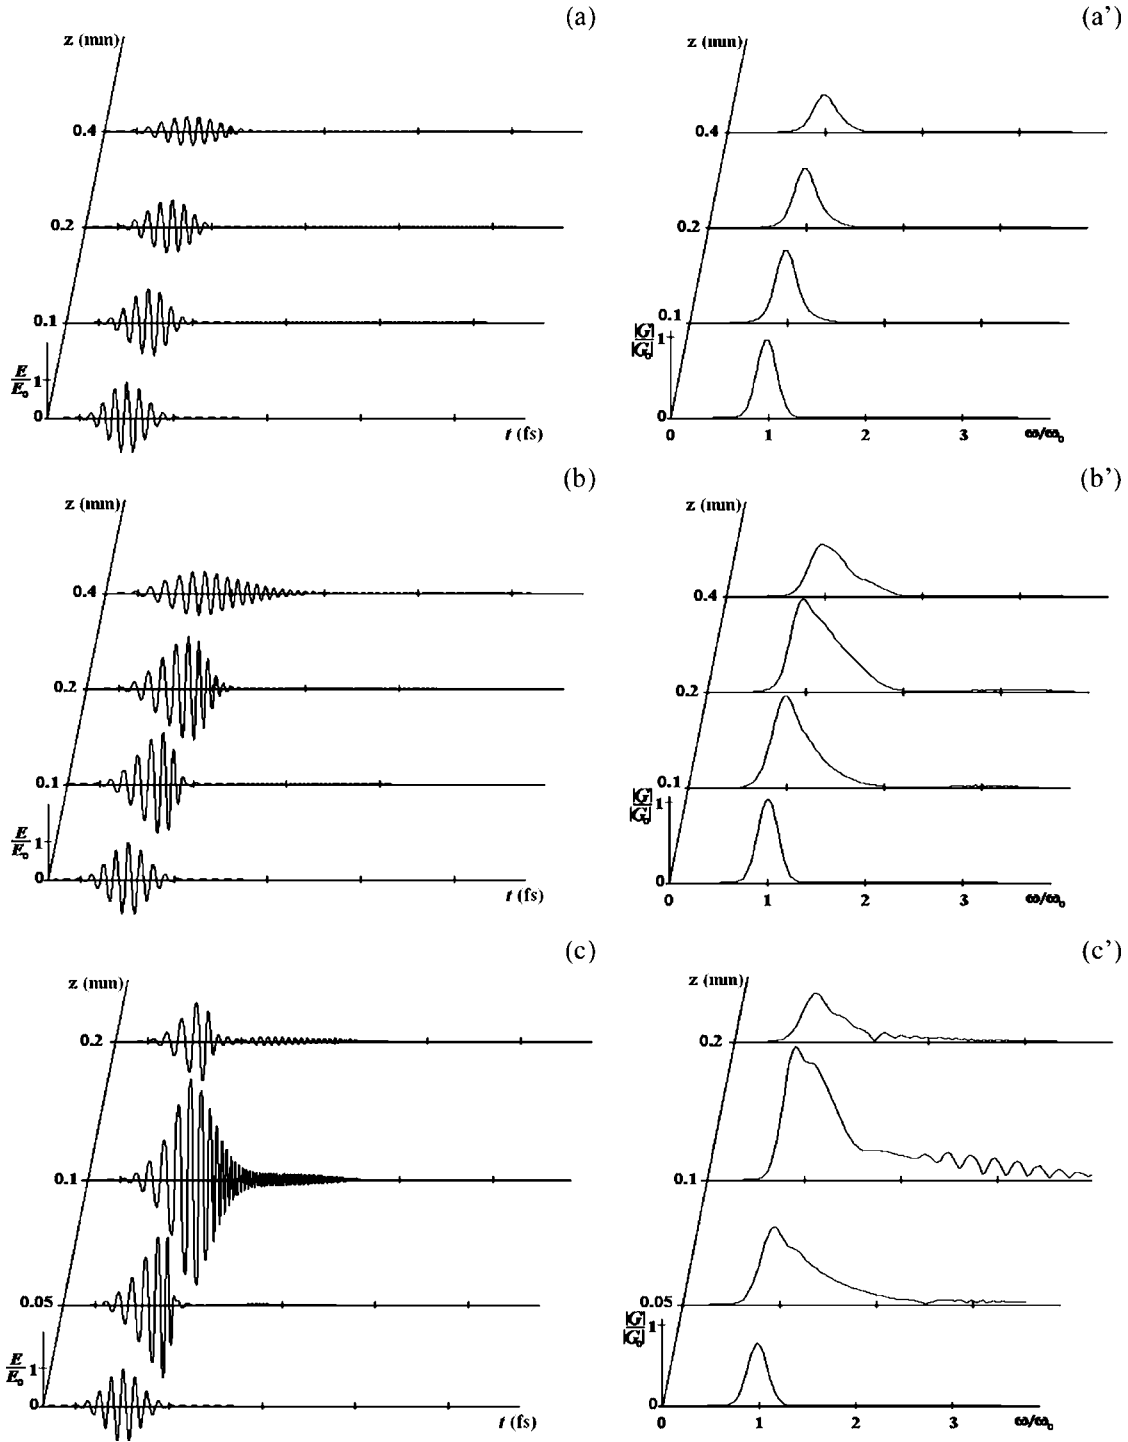 (a)
z (mm)
0.4
0.2
0.1
E
E₀
1
0
t (fs)
(a’)
z (mm)
0.4
0.2
0.1
|G|
|G₀|
1
0
0 1 2 3 ω/ω₀
(b)
z (mm)
0.4
0.2
0.1
E
E₀
1
0
t (fs)
(b’)
z (mm)
0.4
0.2
0.1
|G|
|G₀|
1
0
0 1 2 3 ω/ω₀
(c)
z (mm)
0.2
0.1
0.05
E
E₀
1
0
t (fs)
(c’)
z (mm)
0.2
0.1
0.05
|G|
|G₀|
1
0
0 1 2 3 ω/ω₀